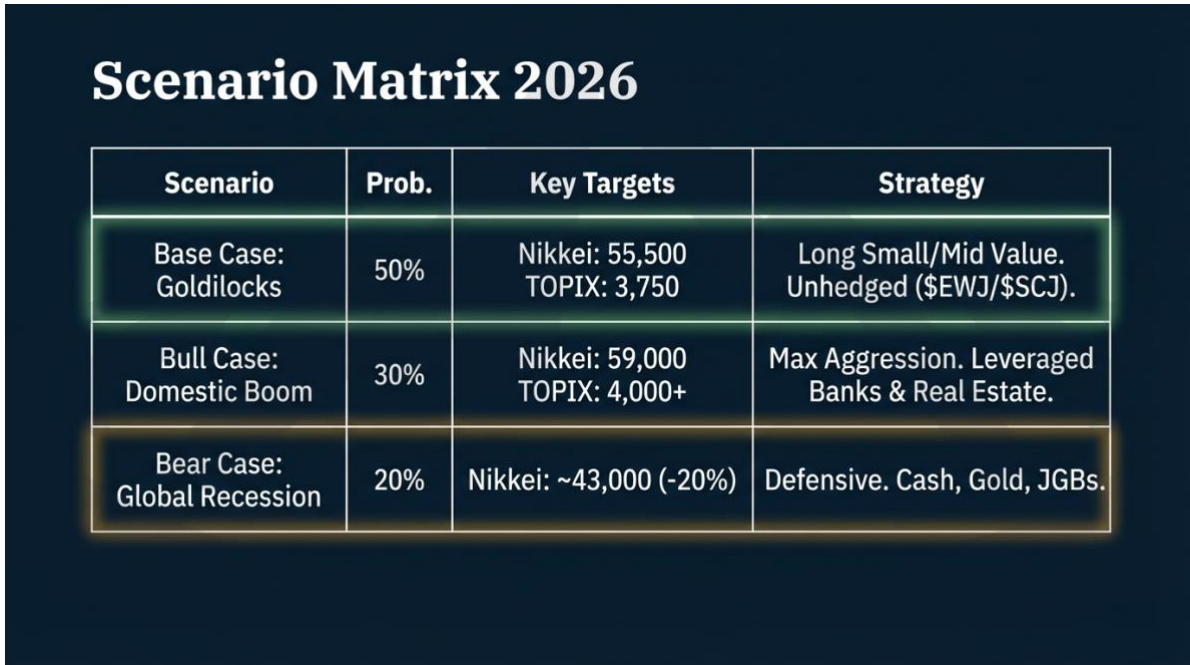 Scenario Matrix 2026
Scenario
Prob.
Key Targets
Strategy
Base Case:
Goldilocks
50%
Nikkei: 55,500
TOPIX: 3,750
Long Small/Mid Value.
Unhedged ($EWJ/$SCJ).
Bull Case:
Domestic Boom
30%
Nikkei: 59,000
TOPIX: 4,000+
Max Aggression. Leveraged
Banks & Real Estate.
Bear Case:
Global Recession
20%
Nikkei: ~43,000 (-20%)
Defensive. Cash, Gold, JGBs.